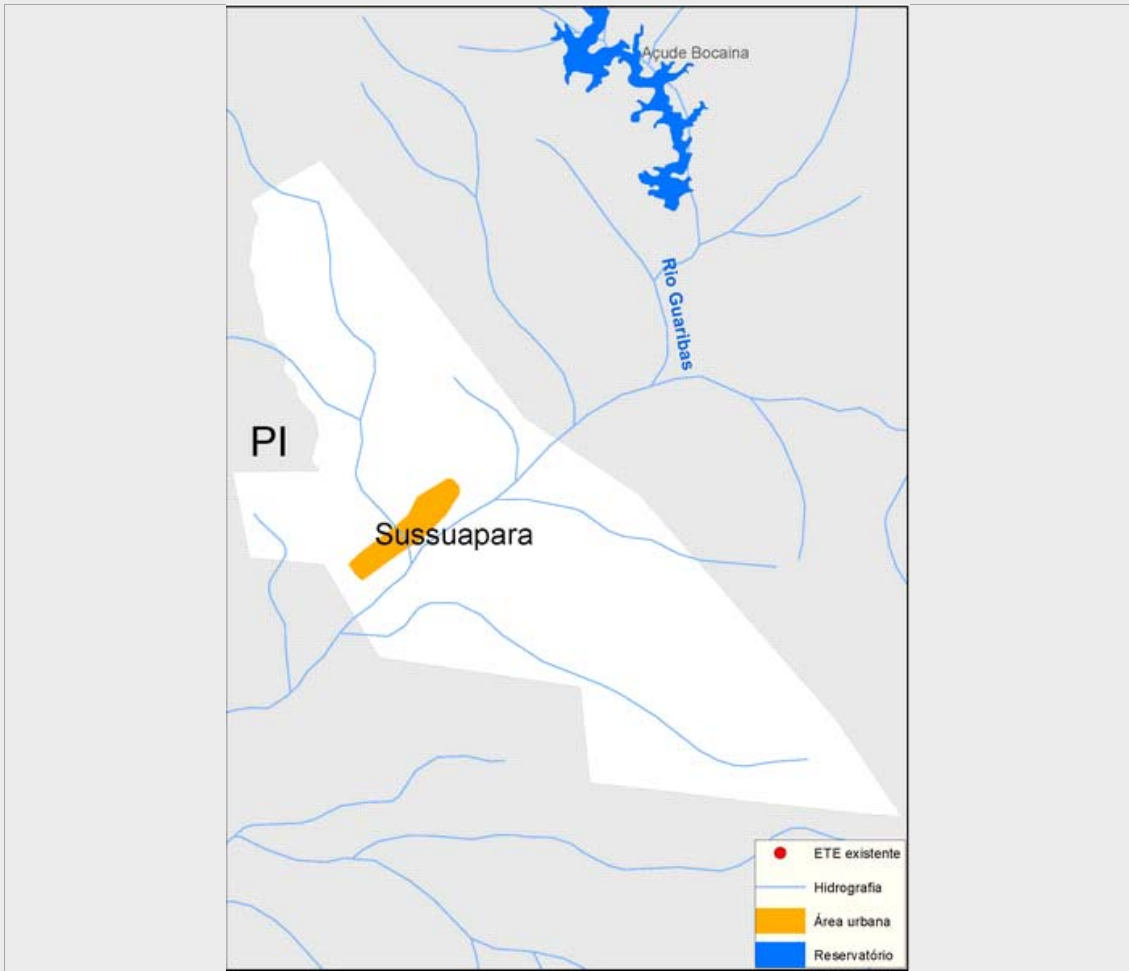 Açude Bocaina
Rio Guaribas
PI
Sussuapara
ETE existente
Hidrografia
Área urbana
Reservatório